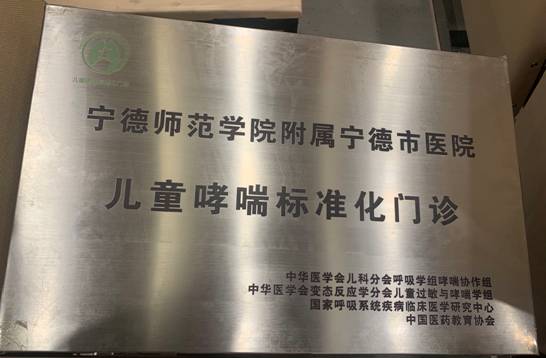 宁德师范学院附属宁德市医院
儿童哮喘标准化门诊
中华医学会儿科分会呼吸学组哮喘协作组
中华医学会变态反应学分会儿童过敏与哮喘学组
国家呼吸系统疾病临床医学研究中心
中国医药教育协会